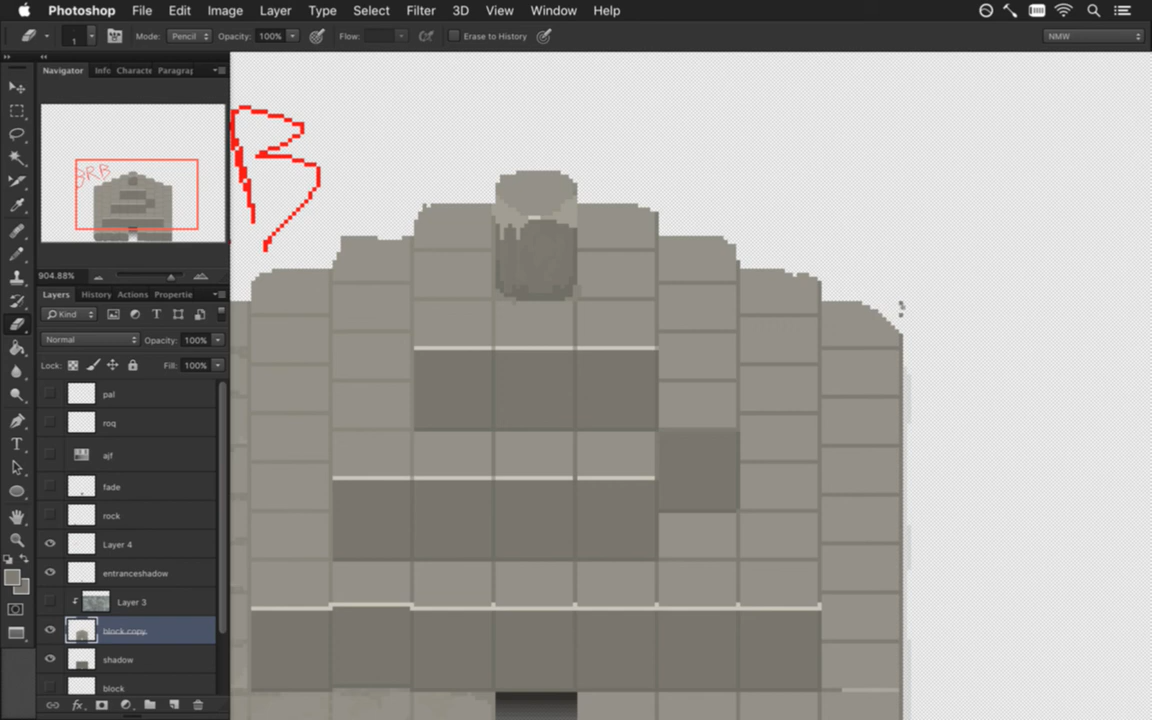 Photoshop File Edit Image Layer Type Select Filter 3D View Window Help
1 Mode: Pencil Opacity: 100% Flow: Erase to History NMW
Navigator Info Characte Paragrap
BRB
B
904.88%
Layers History Actions Propertie
Kind
Normal Opacity: 100%
Lock: Fill: 100%
pal
roq
ajf
fade
rock
Layer 4
entranceshadow
Layer 3
block copy
shadow
block
fx